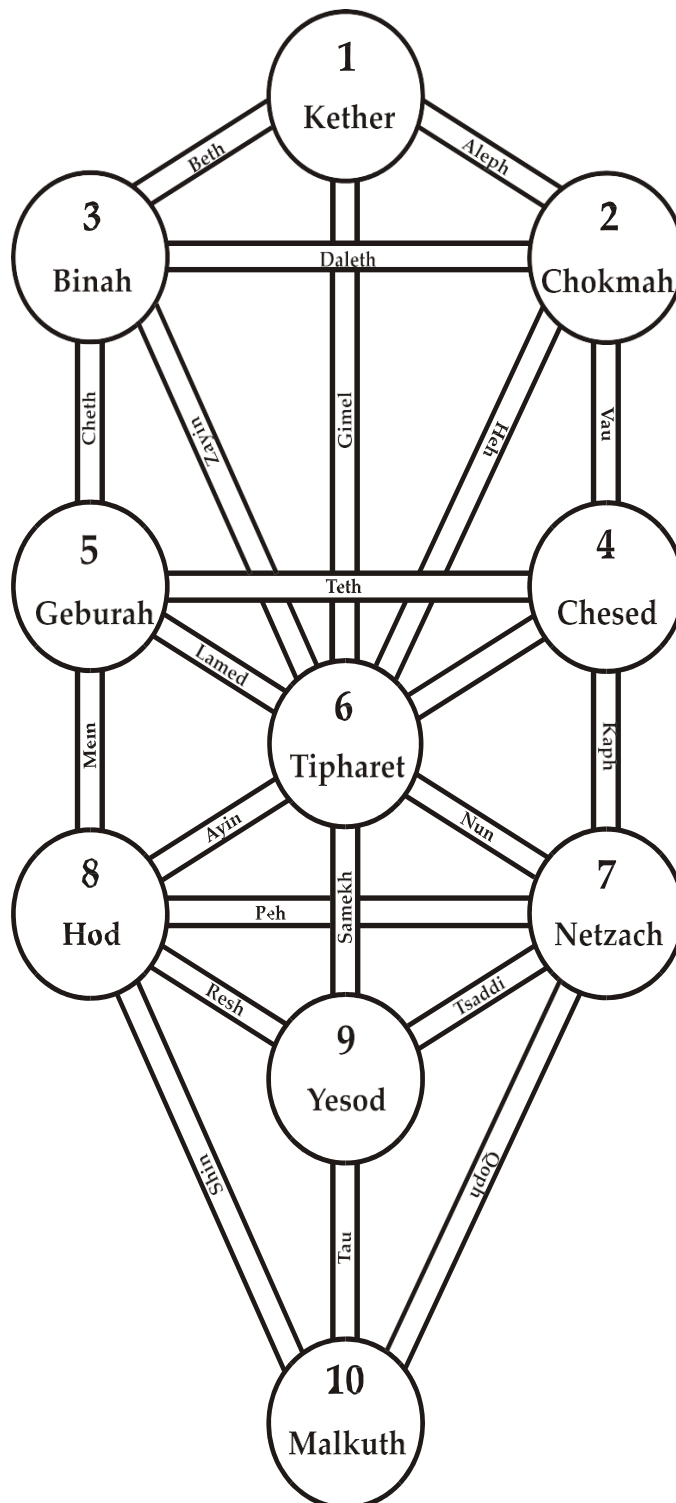 1
Kether
Beth
Aleph
3
Binah
2
Chokmah
Daleth
Cheth
Zayin
Gimel
Heh
Vau
5
Geburah
4
Chesed
Teth
Lamed
6
Tipharet
Mem
Kaph
Ayin
Nun
8
Hod
7
Netzach
Peh
Samekh
Resh
Tsaddi
9
Yesod
Shin
Qoph
Tau
10
Malkuth